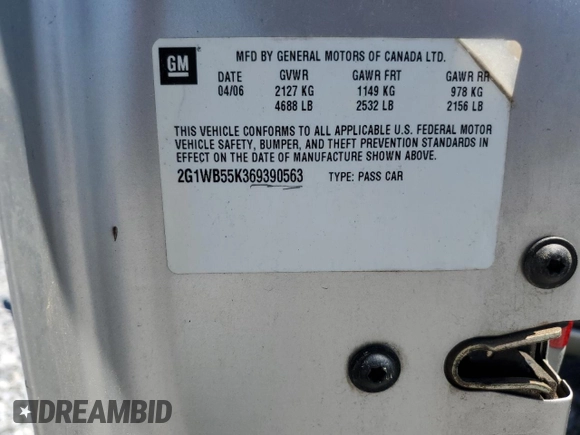 GM
MFD BY GENERAL MOTORS OF CANADA LTD.
DATE GVWR GAWR FRT GAWR RR
04/06 2127 KG 1149 KG 978 KG
4688 LB 2532 LB 2156 LB
THIS VEHICLE CONFORMS TO ALL APPLICABLE U.S. FEDERAL MOTOR
VEHICLE SAFETY, BUMPER, AND THEFT PREVENTION STANDARDS IN
EFFECT ON THE DATE OF MANUFACTURE SHOWN ABOVE.
2G1WB55K369390563 TYPE: PASS CAR
DREAMBID